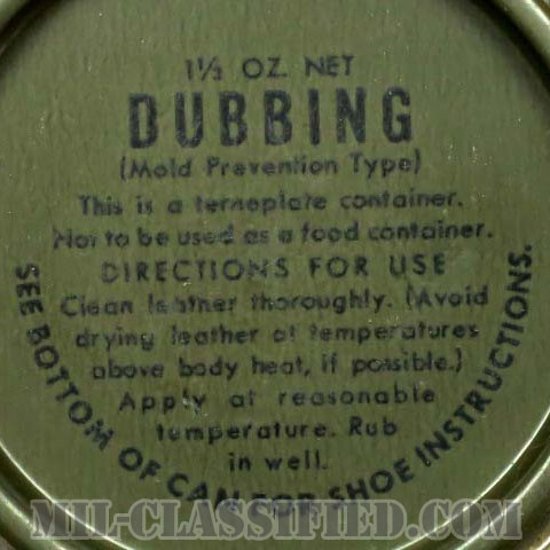 1½ OZ. NET
DUBBING
(Mold Prevention Type)
This is a terneplate container.
Not to be used as a food container.
DIRECTIONS FOR USE
Clean leather thoroughly. (Avoid
drying leather at temperatures
above body heat, if possible.)
Apply at reasonable
temperature. Rub
in well.
SEE BOTTOM OF CAN FOR SHOE INSTRUCTIONS.
MIL-CLASSIFIED.COM